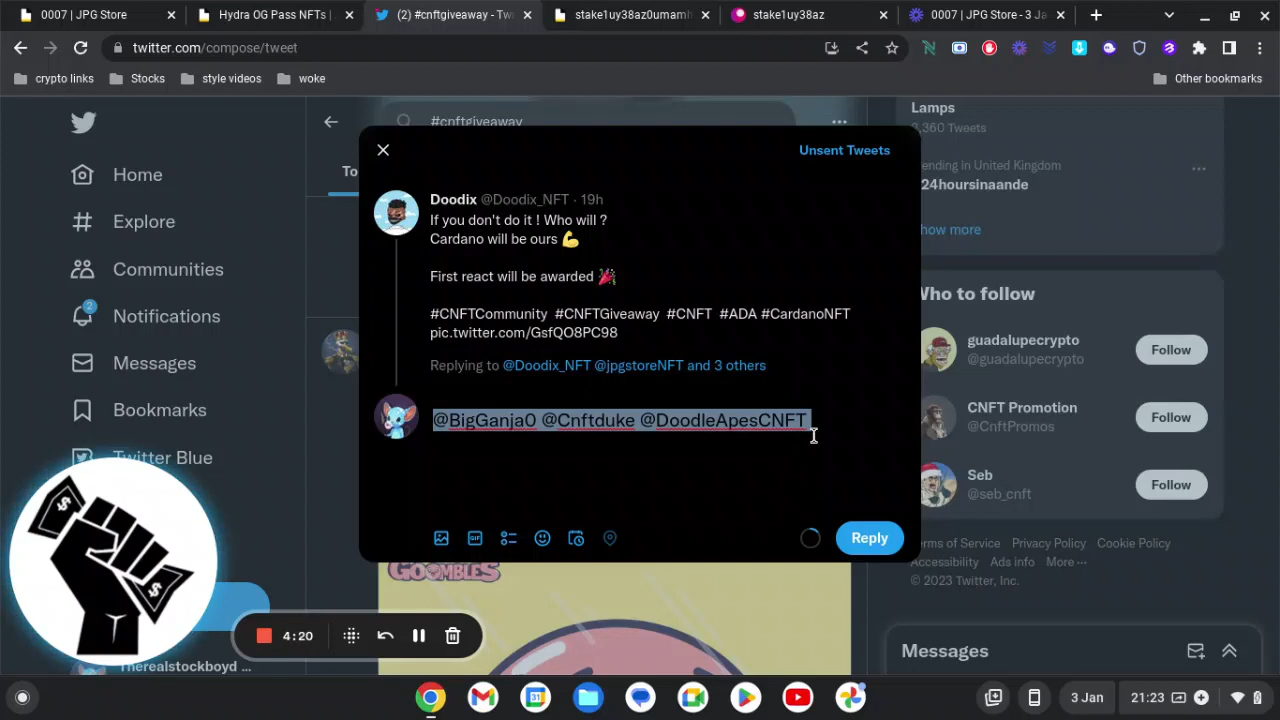 0007 | JPG Store
Hydra OG Pass NFTs |
(2) #cnftgiveaway - Tw
stake1uy38az0umamh
stake1uy38az
0007 | JPG Store - 3 Ja
twitter.com/compose/tweet
crypto links
Stocks
style videos
woke
Other bookmarks
#cnftgiveaway
To
Home
Explore
Communities
2
Notifications
Messages
Bookmarks
Twitter Blue
Therealstockboyd ...
Unsent Tweets
Doodix @Doodix_NFT · 19h
If you don't do it ! Who will ?
Cardano will be ours 💪
First react will be awarded 🎉
#CNFTCommunity #CNFTGiveaway #CNFT #ADA #CardanoNFT
pic.twitter.com/GsfQO8PC98
Replying to @Doodix_NFT @jpgstoreNFT and 3 others
@BigGanja0 @Cnftduke @DoodleApesCNFT
GIF
Reply
GOOMBLES
4:20
Lamps
Tweets
ending in United Kingdom
24hoursinaande
how more
Who to follow
guadalupecrypto
@guadalupecrypto
Follow
CNFT Promotion
@CnftPromos
Follow
Seb
@seb_cnft
Follow
erms of Service Privacy Policy Cookie Policy
Accessibility Ads info More ···
© 2023 Twitter, Inc.
Messages
31
3 Jan
21:23